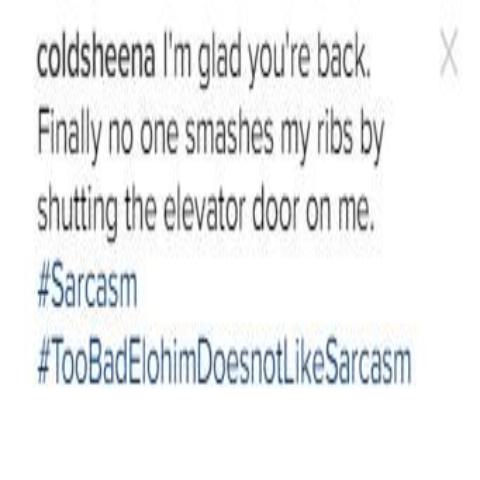 coldsheena I'm glad you're back.
Finally no one smashes my ribs by
shutting the elevator door on me.
#Sarcasm
#TooBadElohimDoesnotLikeSarcasm